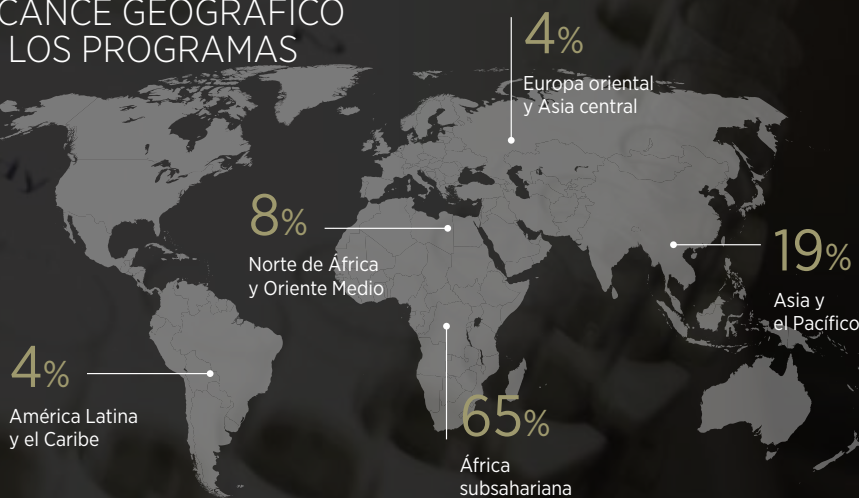 CANCE GEOGRÁFICO
LOS PROGRAMAS
4%
Europa oriental
y Asia central
8%
Norte de África
y Oriente Medio
19%
Asia y
el Pacífico
4%
América Latina
y el Caribe
65%
África
subsahariana